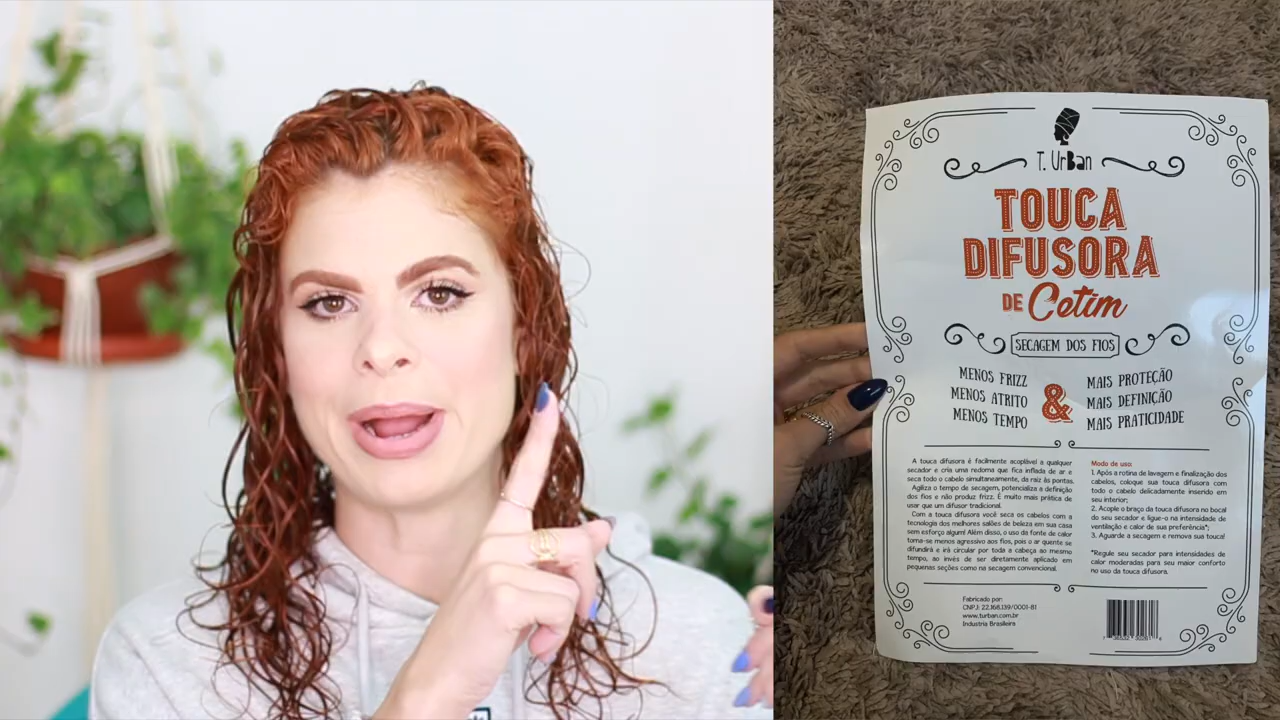 T. UrBan
TOUCA
DIFUSORA
DE Cetim
SECAGEM DOS FIOS
MENOS FRIZZ
MENOS ATRITO
MENOS TEMPO
&
MAIS PROTEÇÃO
MAIS DEFINIÇÃO
MAIS PRATICIDADE
A touca difusora é facilmente acoplável a qualquer
secador e cria uma redoma que fica inflada de ar e
seca todo o cabelo simultaneamente, da raiz às pontas.
Agiliza o tempo de secagem, potencializa a definição
dos fios e não produz frizz. É muito mais prática de
usar que um difusor tradicional.
Com a touca difusora você seca os cabelos com a
tecnologia dos melhores salões de beleza em sua casa
sem esforço algum! Além disso, o uso da fonte de calor
torna-se menos agressivo aos fios, pois o ar quente se
difundirá e irá circular por toda a cabeça ao mesmo
tempo, ao invés de ser diretamente aplicado em
pequenas seções como na secagem convencional.
Modo de uso:
1. Após a rotina de lavagem e finalização dos
cabelos, coloque sua touca difusora com
todo o cabelo delicadamente inserido em
seu interior;
2. Acople o braço da touca difusora no bocal
do seu secador e ligue-o na intensidade de
ventilação e calor de sua preferência*;
3. Aguarde a secagem e remova sua touca!
*Regule seu secador para intensidades de
calor moderadas para seu maior conforto
no uso da touca difusora.
Fabricado por:
CNPJ: 22.168.139/0001-81
www.turban.com.br
Industria Brasileira